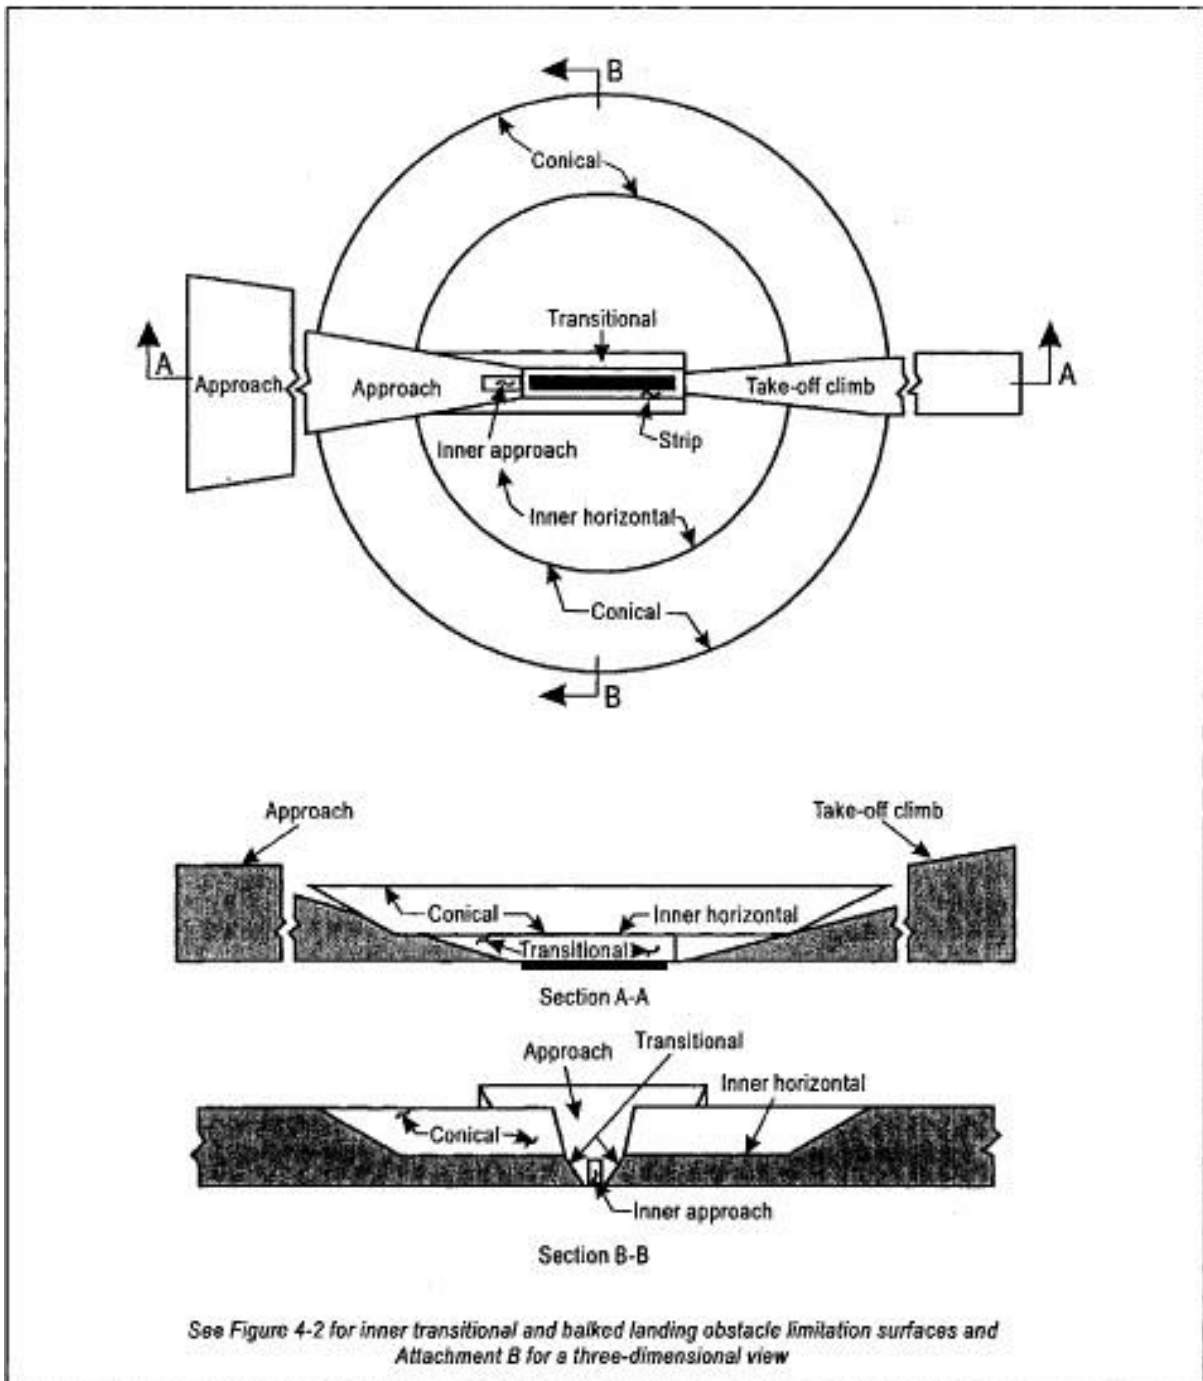 B
Conical
Transitional
A
Approach
Approach
Take-off climb
A
Inner approach
Strip
Inner horizontal
Conical
B
Approach
Take-off climb
Conical
Inner horizontal
Transitional
Section A-A
Approach
Transitional
Inner horizontal
Conical
Inner approach
Section B-B
See Figure 4-2 for inner transitional and balked landing obstacle limitation surfaces and
Attachment B for a three-dimensional view